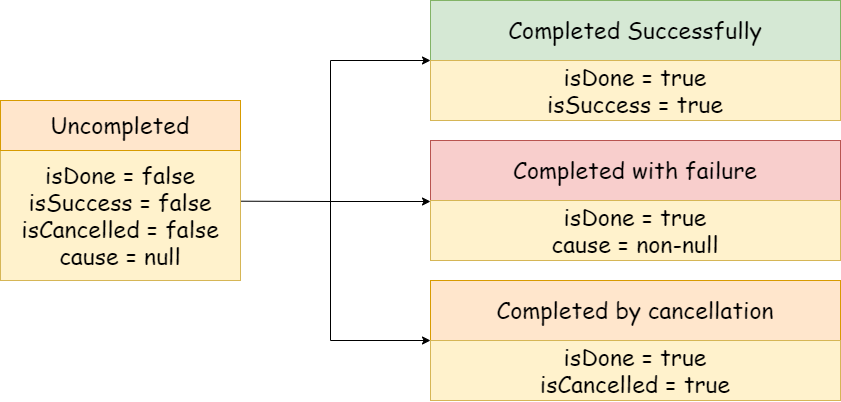 Uncompleted
isDone = false
isSuccess = false
isCancelled = false
cause = null
Completed Successfully
isDone = true
isSuccess = true
Completed with failure
isDone = true
cause = non-null
Completed by cancellation
isDone = true
isCancelled = true